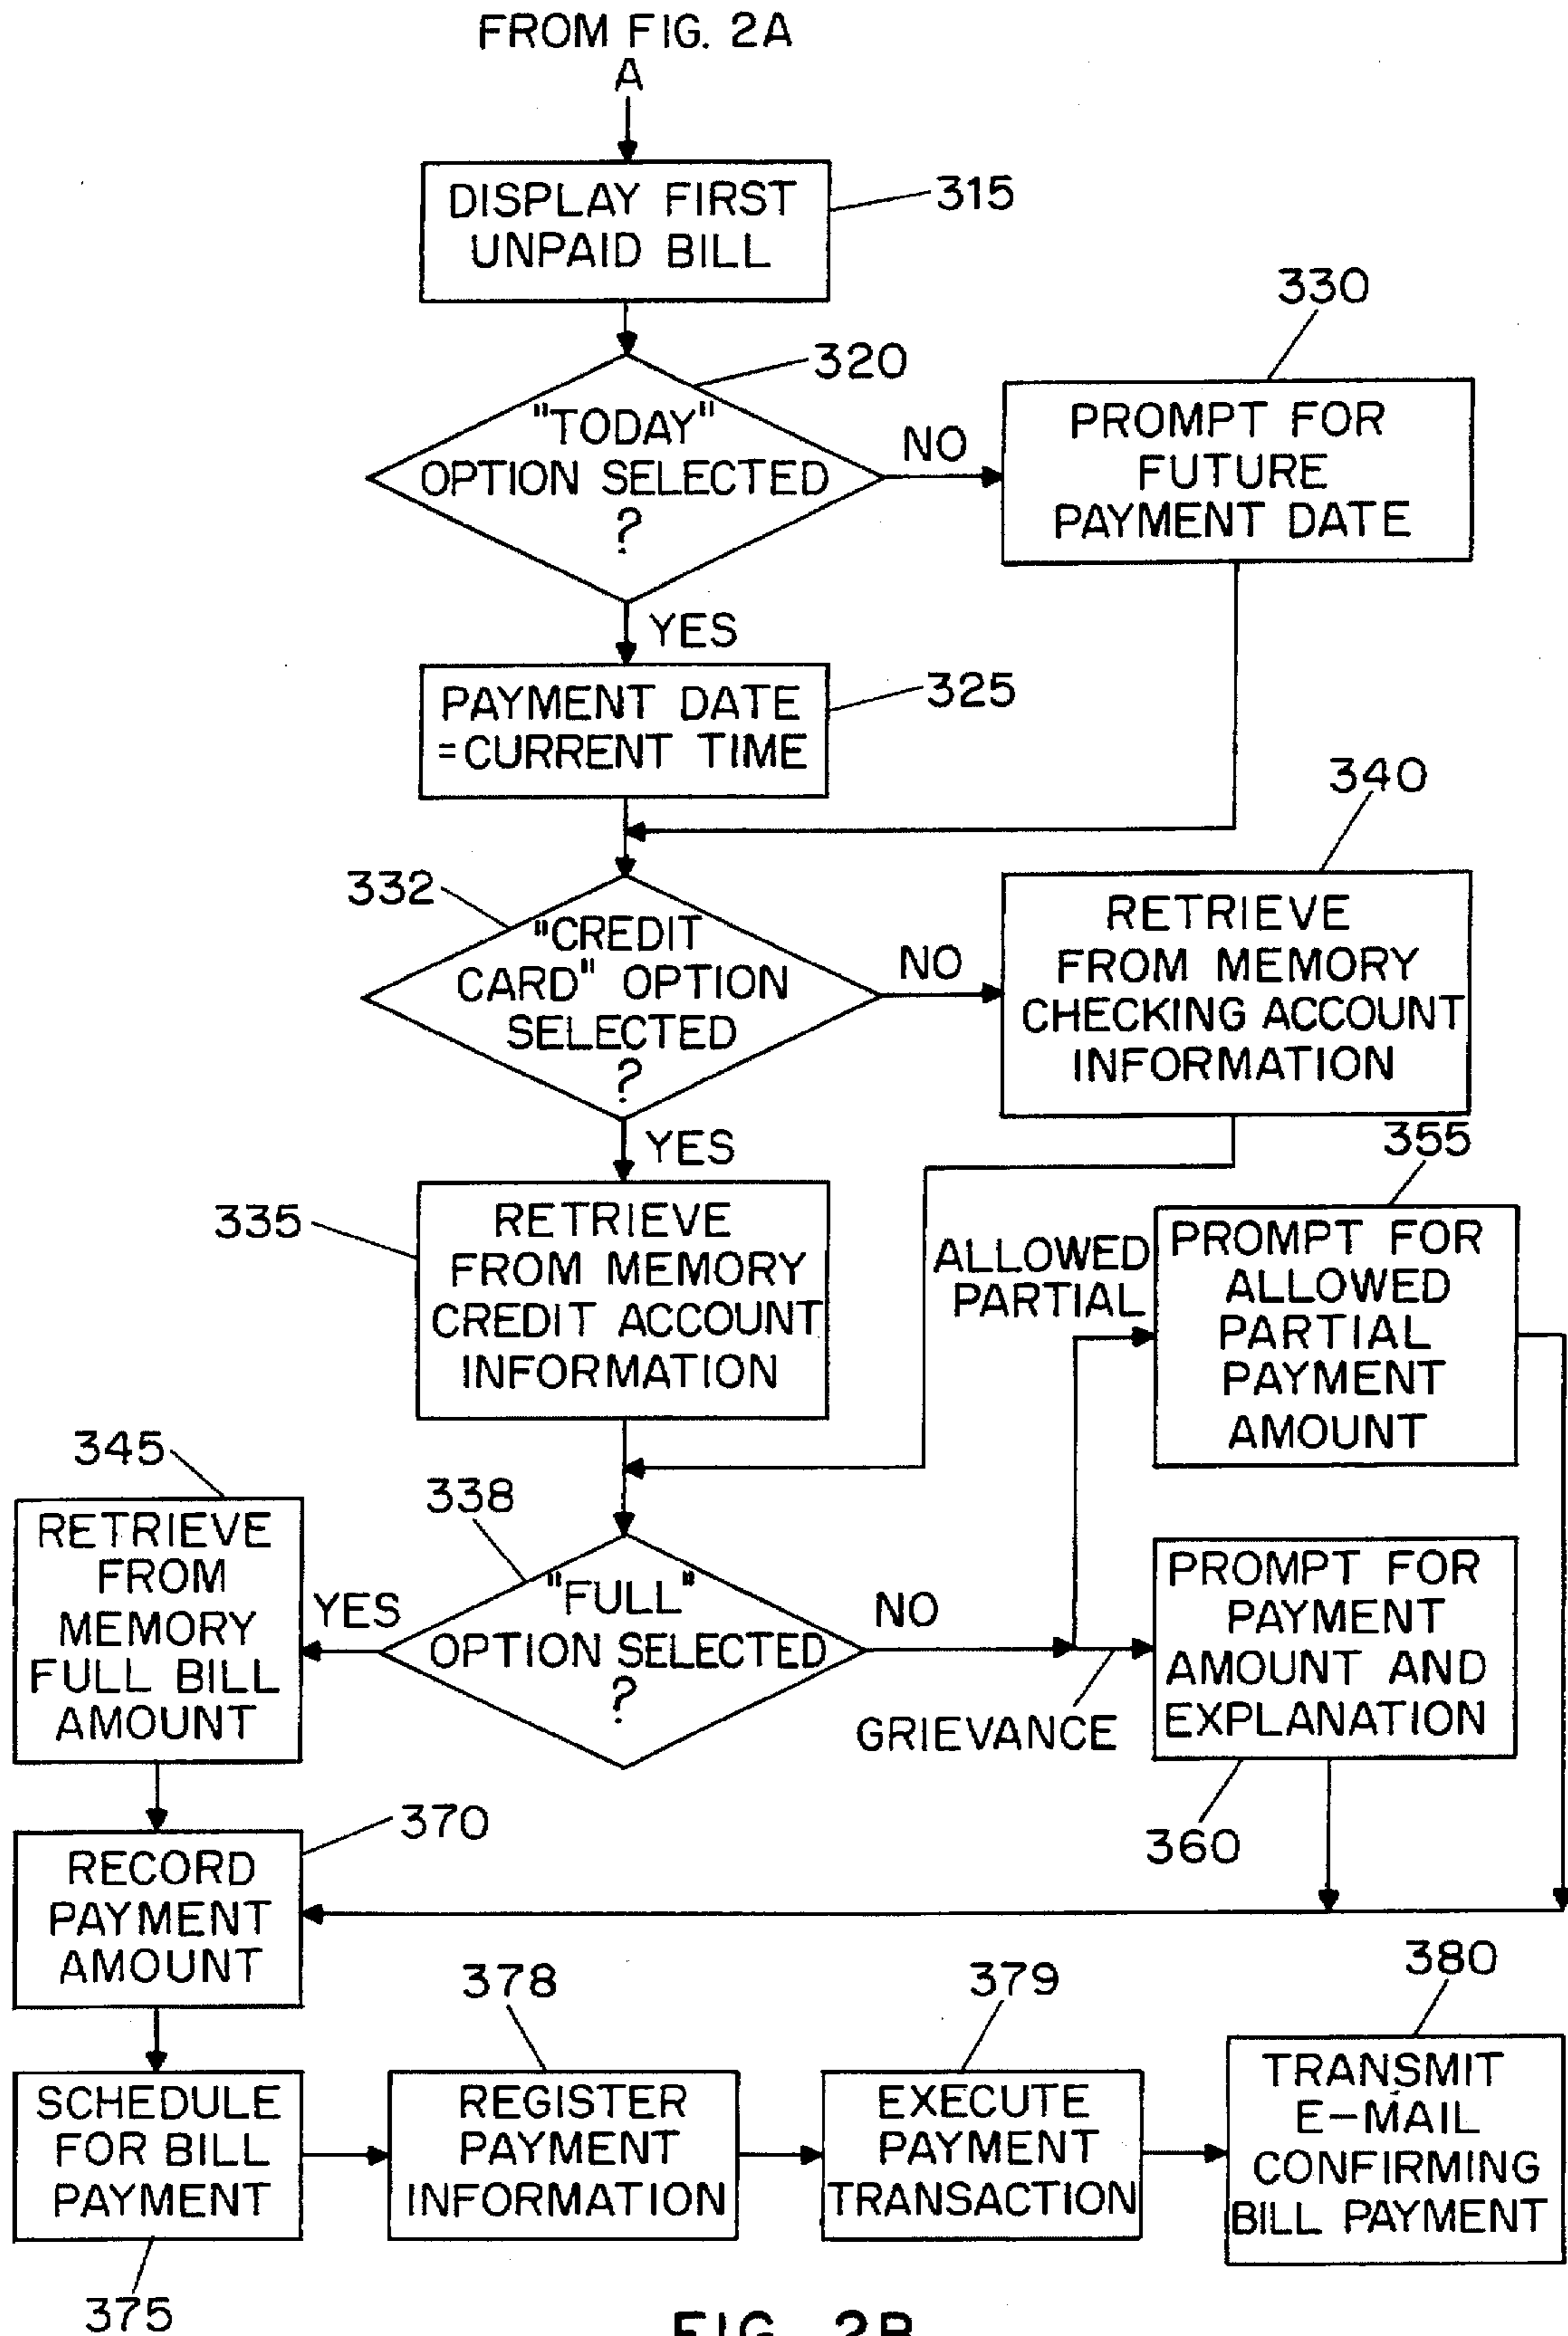 FROM FIG. 2A
A
DISPLAY FIRST
UNPAID BILL
315
320
"TODAY"
OPTION SELECTED
?
NO
330
PROMPT FOR
FUTURE
PAYMENT DATE
YES
PAYMENT DATE
=CURRENT TIME
325
332
"CREDIT
CARD" OPTION
SELECTED
?
NO
340
RETRIEVE
FROM MEMORY
CHECKING ACCOUNT
INFORMATION
YES
335
RETRIEVE
FROM MEMORY
CREDIT ACCOUNT
INFORMATION
355
ALLOWED
PARTIAL
PROMPT FOR
ALLOWED
PARTIAL
PAYMENT
AMOUNT
345
RETRIEVE
FROM
MEMORY
FULL BILL
AMOUNT
YES
338
"FULL"
OPTION SELECTED
?
NO
GRIEVANCE
PROMPT FOR
PAYMENT
AMOUNT AND
EXPLANATION
360
370
RECORD
PAYMENT
AMOUNT
SCHEDULE
FOR BILL
PAYMENT
375
378
REGISTER
PAYMENT
INFORMATION
379
EXECUTE
PAYMENT
TRANSACTION
380
TRANSMIT
E-MAIL
CONFIRMING
BILL PAYMENT
FIG. 2B